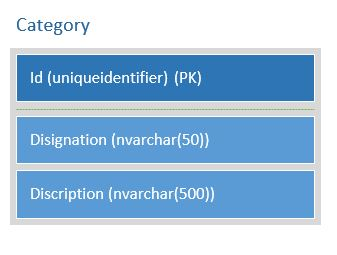 Category
Id (uniqueidentifier) (PK)
Disignation (nvarchar(50))
Discription (nvarchar(500))